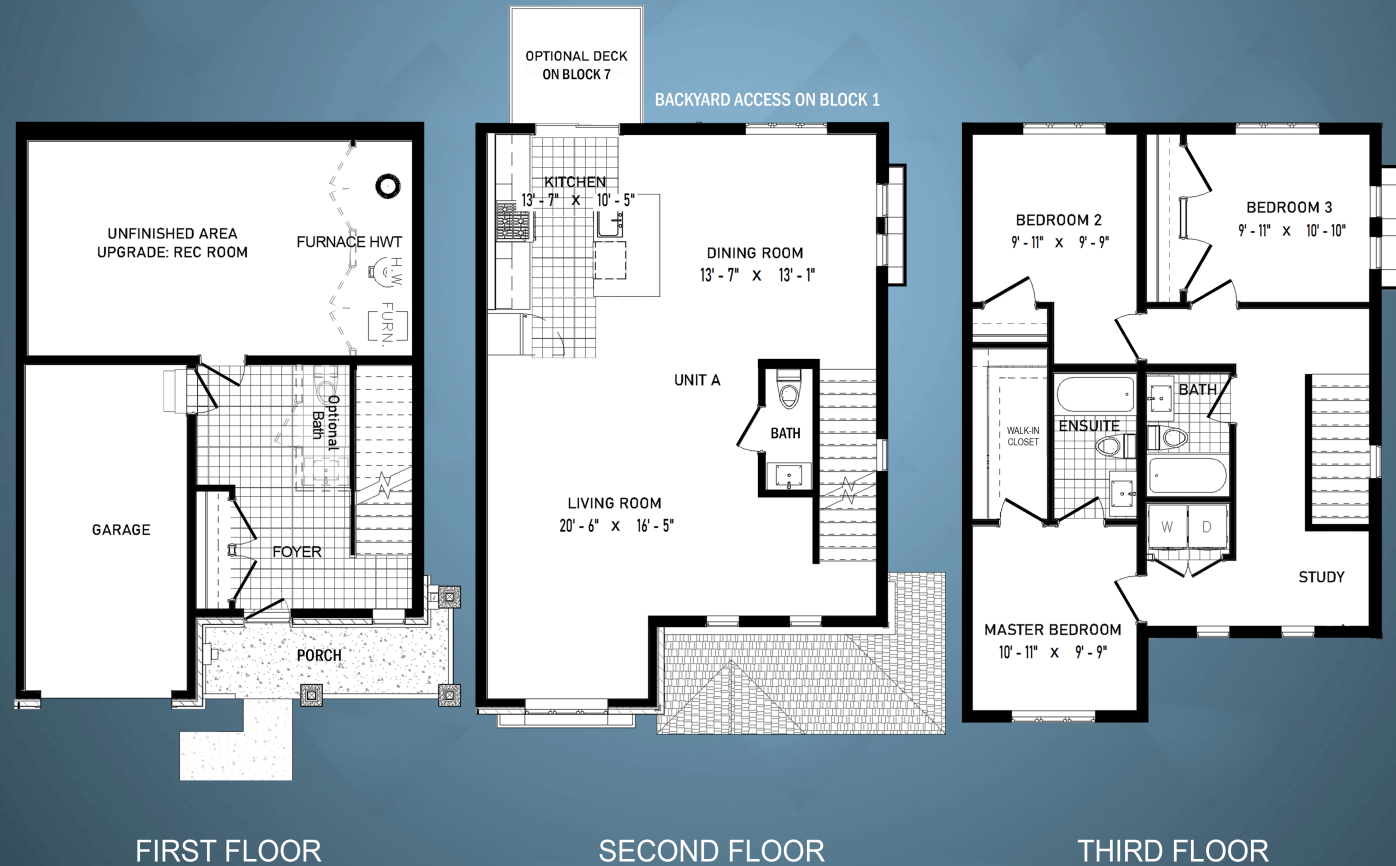 OPTIONAL DECK
ON BLOCK 7
BACKYARD ACCESS ON BLOCK 1
UNFINISHED AREA
UPGRADE: REC ROOM
FURNACE HWT
H.W
FURN.
Optional
Bath
GARAGE
FOYER
PORCH
KITCHEN
13' - 7" X 10' - 5"
DINING ROOM
13' - 7" X 13' - 1"
UNIT A
BATH
LIVING ROOM
20' - 6" X 16' - 5"
BEDROOM 2
9' - 11" X 9' - 9"
BEDROOM 3
9' - 11" X 10' - 10"
WALK-IN
CLOSET
ENSUITE
BATH
W D
STUDY
MASTER BEDROOM
10' - 11" X 9' - 9"
FIRST FLOOR
SECOND FLOOR
THIRD FLOOR